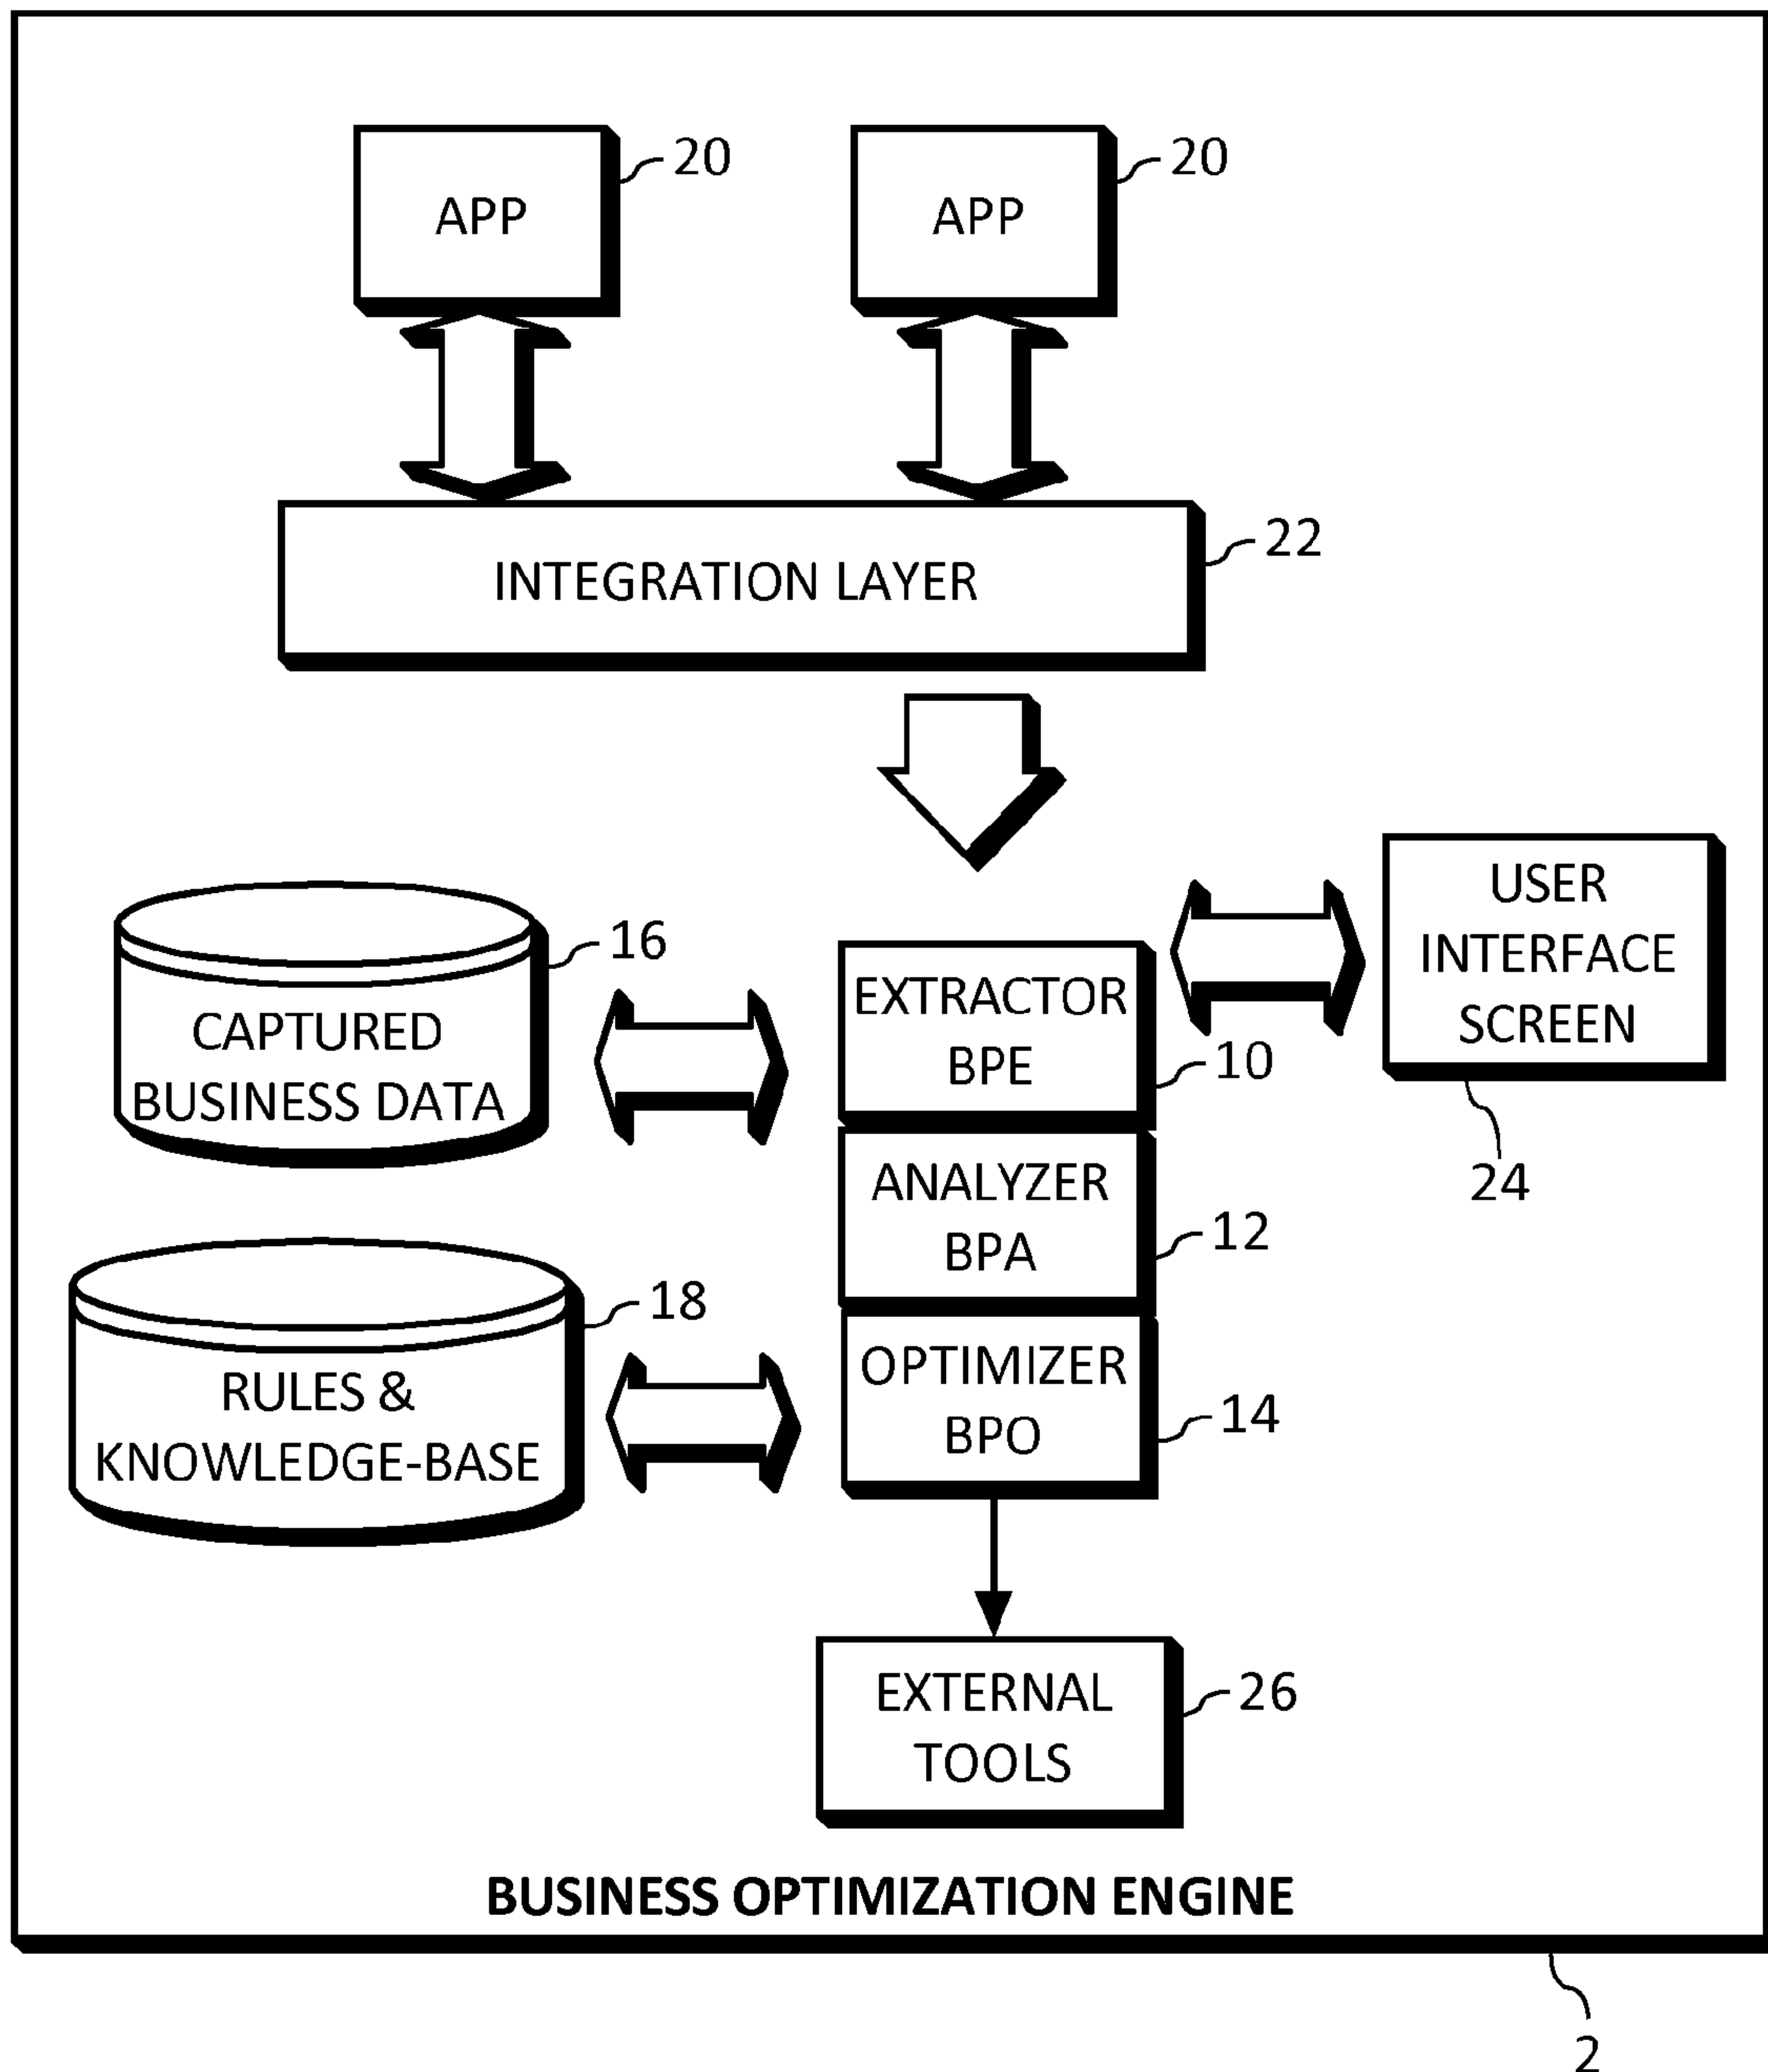 APP
20
APP
20
INTEGRATION LAYER
22
USER
INTERFACE
SCREEN
24
CAPTURED
BUSINESS DATA
16
EXTRACTOR
BPE
10
ANALYZER
BPA
12
RULES &
KNOWLEDGE-BASE
18
OPTIMIZER
BPO
14
EXTERNAL
TOOLS
26
BUSINESS OPTIMIZATION ENGINE
2